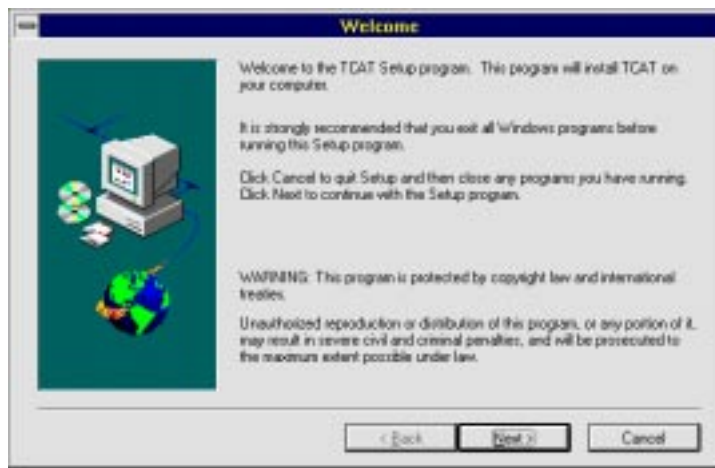 Welcome
Welcome to the TCAT Setup program. This program will install TCAT on
your computer.
It is strongly recommended that you exit all Windows programs before
running this Setup program.
Click Cancel to quit Setup and then close any programs you have running.
Click Next to continue with the Setup program.
WARNING: This program is protected by copyright law and international
treaties.
Unauthorized reproduction or distribution of this program, or any portion of it,
may result in severe civil and criminal penalties, and will be prosecuted to
the maximum extent possible under law.
< Back
Next >
Cancel